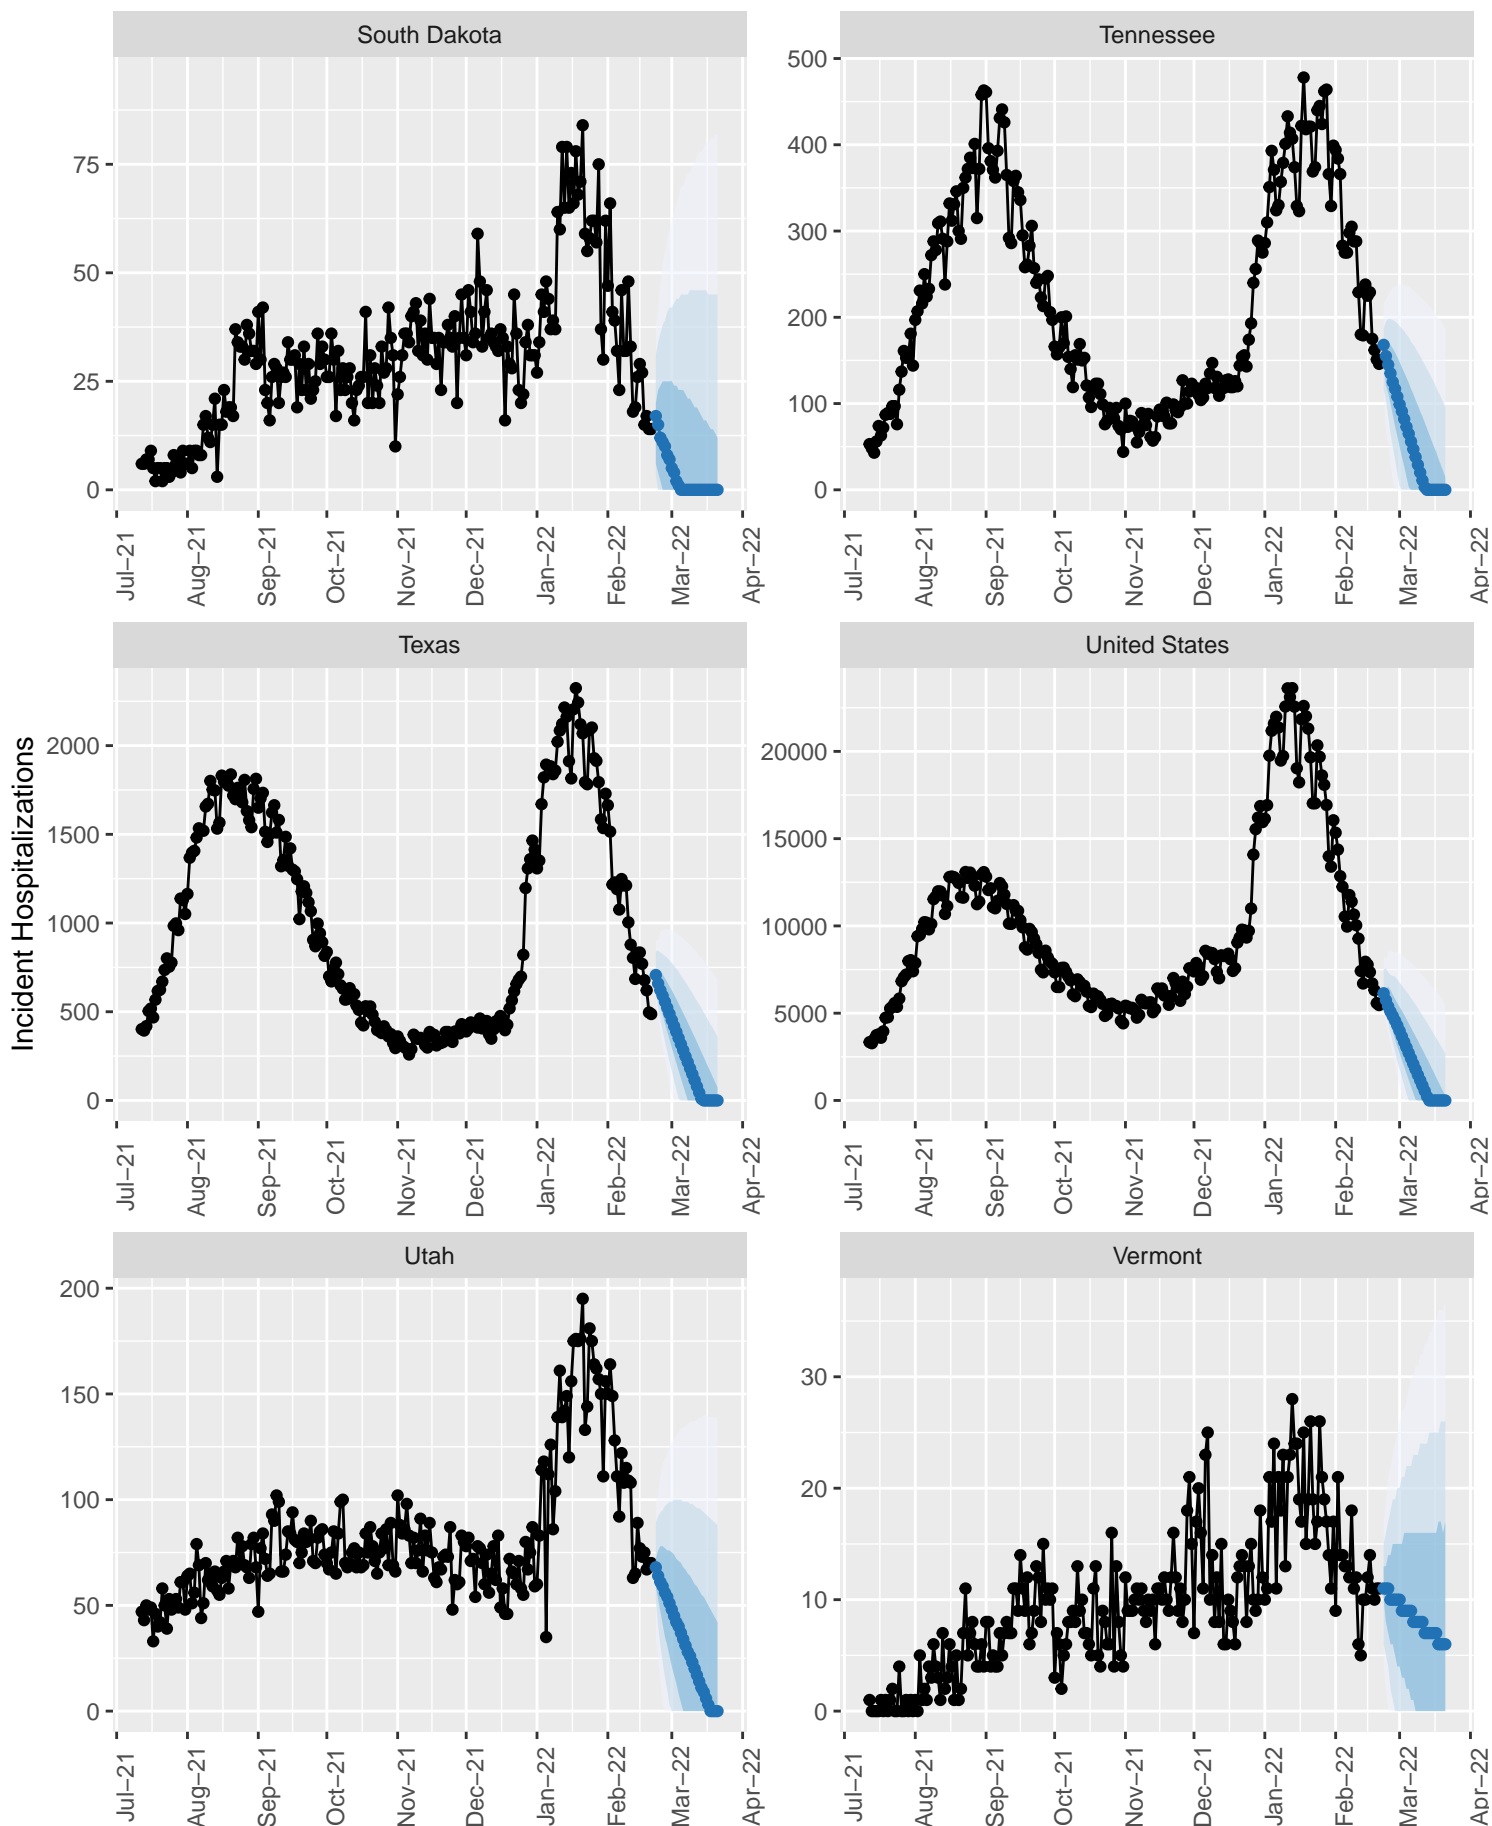 South Dakota
Tennessee
75
50
25
0
500
400
300
200
100
0
Jul−21
Aug−21
Sep−21
Oct−21
Nov−21
Dec−21
Jan−22
Feb−22
Mar−22
Apr−22
Jul−21
Aug−21
Sep−21
Oct−21
Nov−21
Dec−21
Jan−22
Feb−22
Mar−22
Apr−22
Incident Hospitalizations
Texas
United States
2000
1500
1000
500
0
20000
15000
10000
5000
0
Jul−21
Aug−21
Sep−21
Oct−21
Nov−21
Dec−21
Jan−22
Feb−22
Mar−22
Apr−22
Jul−21
Aug−21
Sep−21
Oct−21
Nov−21
Dec−21
Jan−22
Feb−22
Mar−22
Apr−22
Utah
Vermont
200
150
100
50
0
30
20
10
0
Jul−21
Aug−21
Sep−21
Oct−21
Nov−21
Dec−21
Jan−22
Feb−22
Mar−22
Apr−22
Jul−21
Aug−21
Sep−21
Oct−21
Nov−21
Dec−21
Jan−22
Feb−22
Mar−22
Apr−22